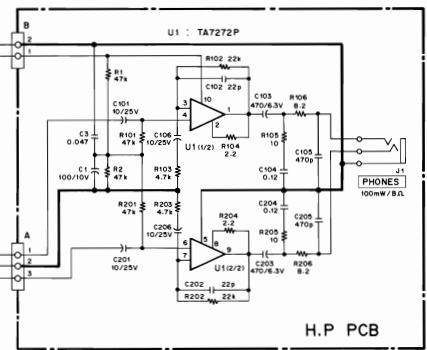 B
U1 : TA7272P
2
1
R102 22k
C102 22p
R1
47k
C101
10/25V
C106
10/25V
10
3
4
1
2
C103
470/6.3V
R106
8.2
C3
0.047
R101
47k
U1 (1/2)
R104
2.2
R105
10
C105
470p
C1
100/10V
R2
47k
R103
4.7k
C104
0.12
J1
PHONES
100mW/8Ω
R201
47k
R203
4.7k
C204
0.12
C205
470p
A
C206
10/25V
R204
2.2
R205
10
1
2
3
C201
10/25V
6
7
5
8
9
U1(2/2)
C203
470/6.3V
R206
8.2
C202 22p
R202 22k
H.P PCB